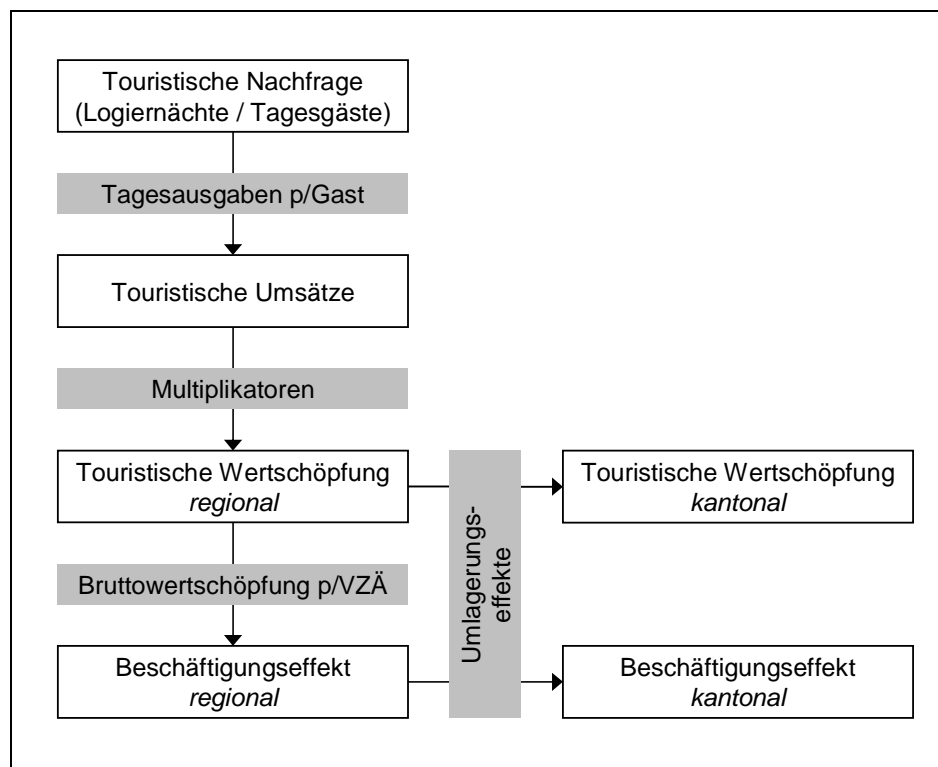 Touristische Nachfrage
(Logiernächte / Tagesgäste)
Tagesausgaben p/Gast
Touristische Umsätze
Multiplikatoren
Touristische Wertschöpfung
regional
Umlagerungs-
effekte
Touristische Wertschöpfung
kantonal
Bruttowertschöpfung p/VZÄ
Beschäftigungseffekt
regional
Beschäftigungseffekt
kantonal